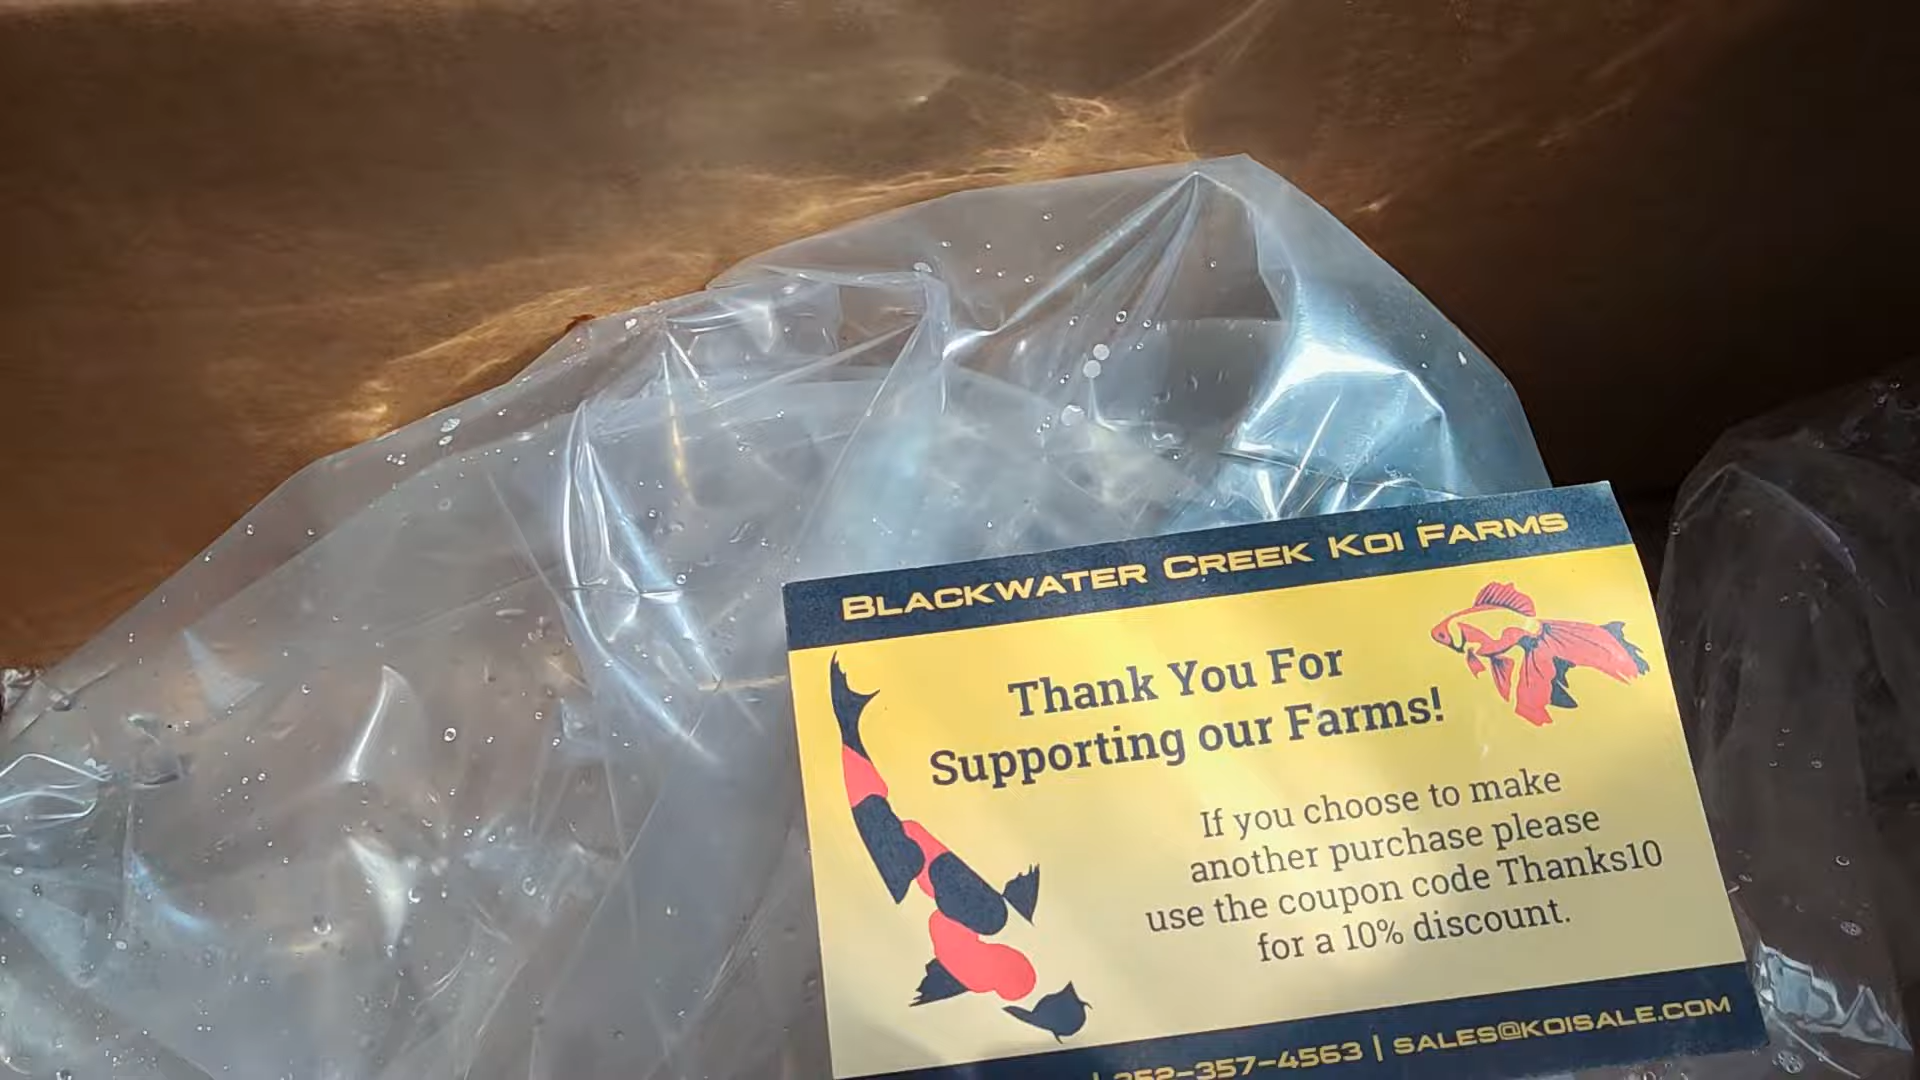 BLACKWATER CREEK KOI FARMS
Thank You For
Supporting our Farms!
If you choose to make
another purchase please
use the coupon code Thanks10
for a 10% discount.
| 352-357-4563 | SALES@KOISALE.COM